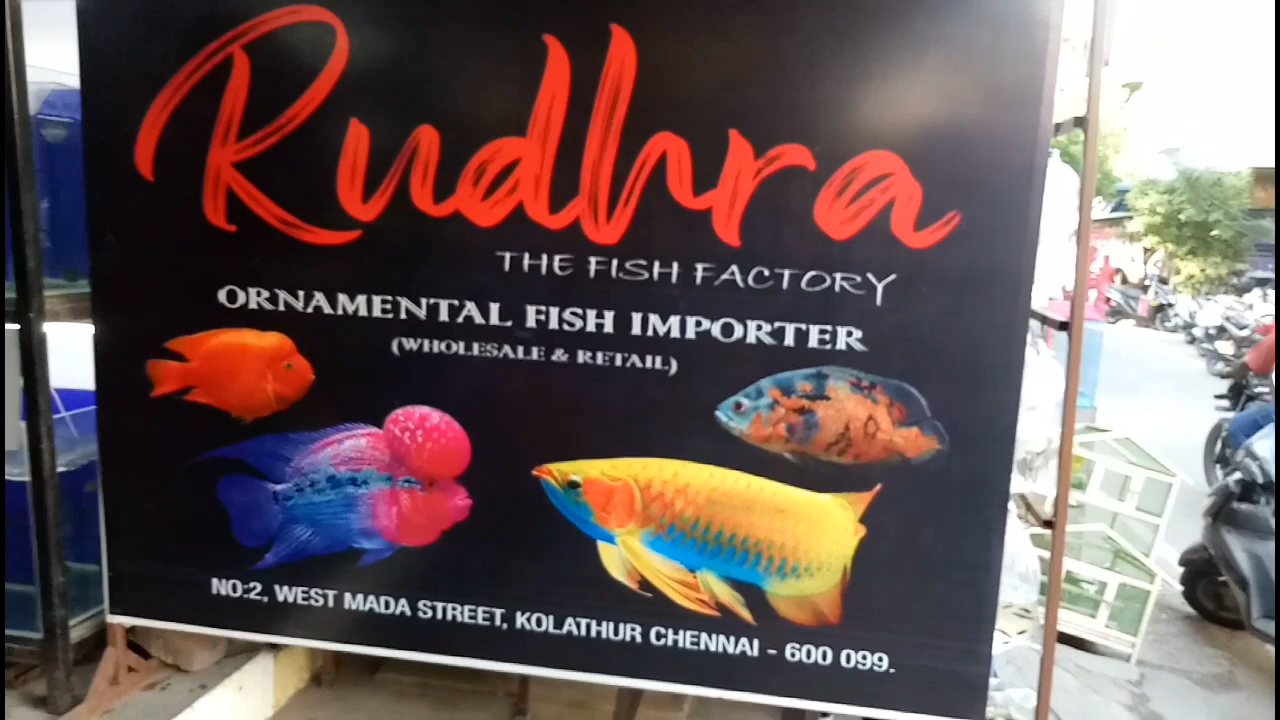 Rudhra
THE FISH FACTORY
ORNAMENTAL FISH IMPORTER
(WHOLESALE & RETAIL)
NO:2, WEST MADA STREET, KOLATHUR CHENNAI - 600 099.